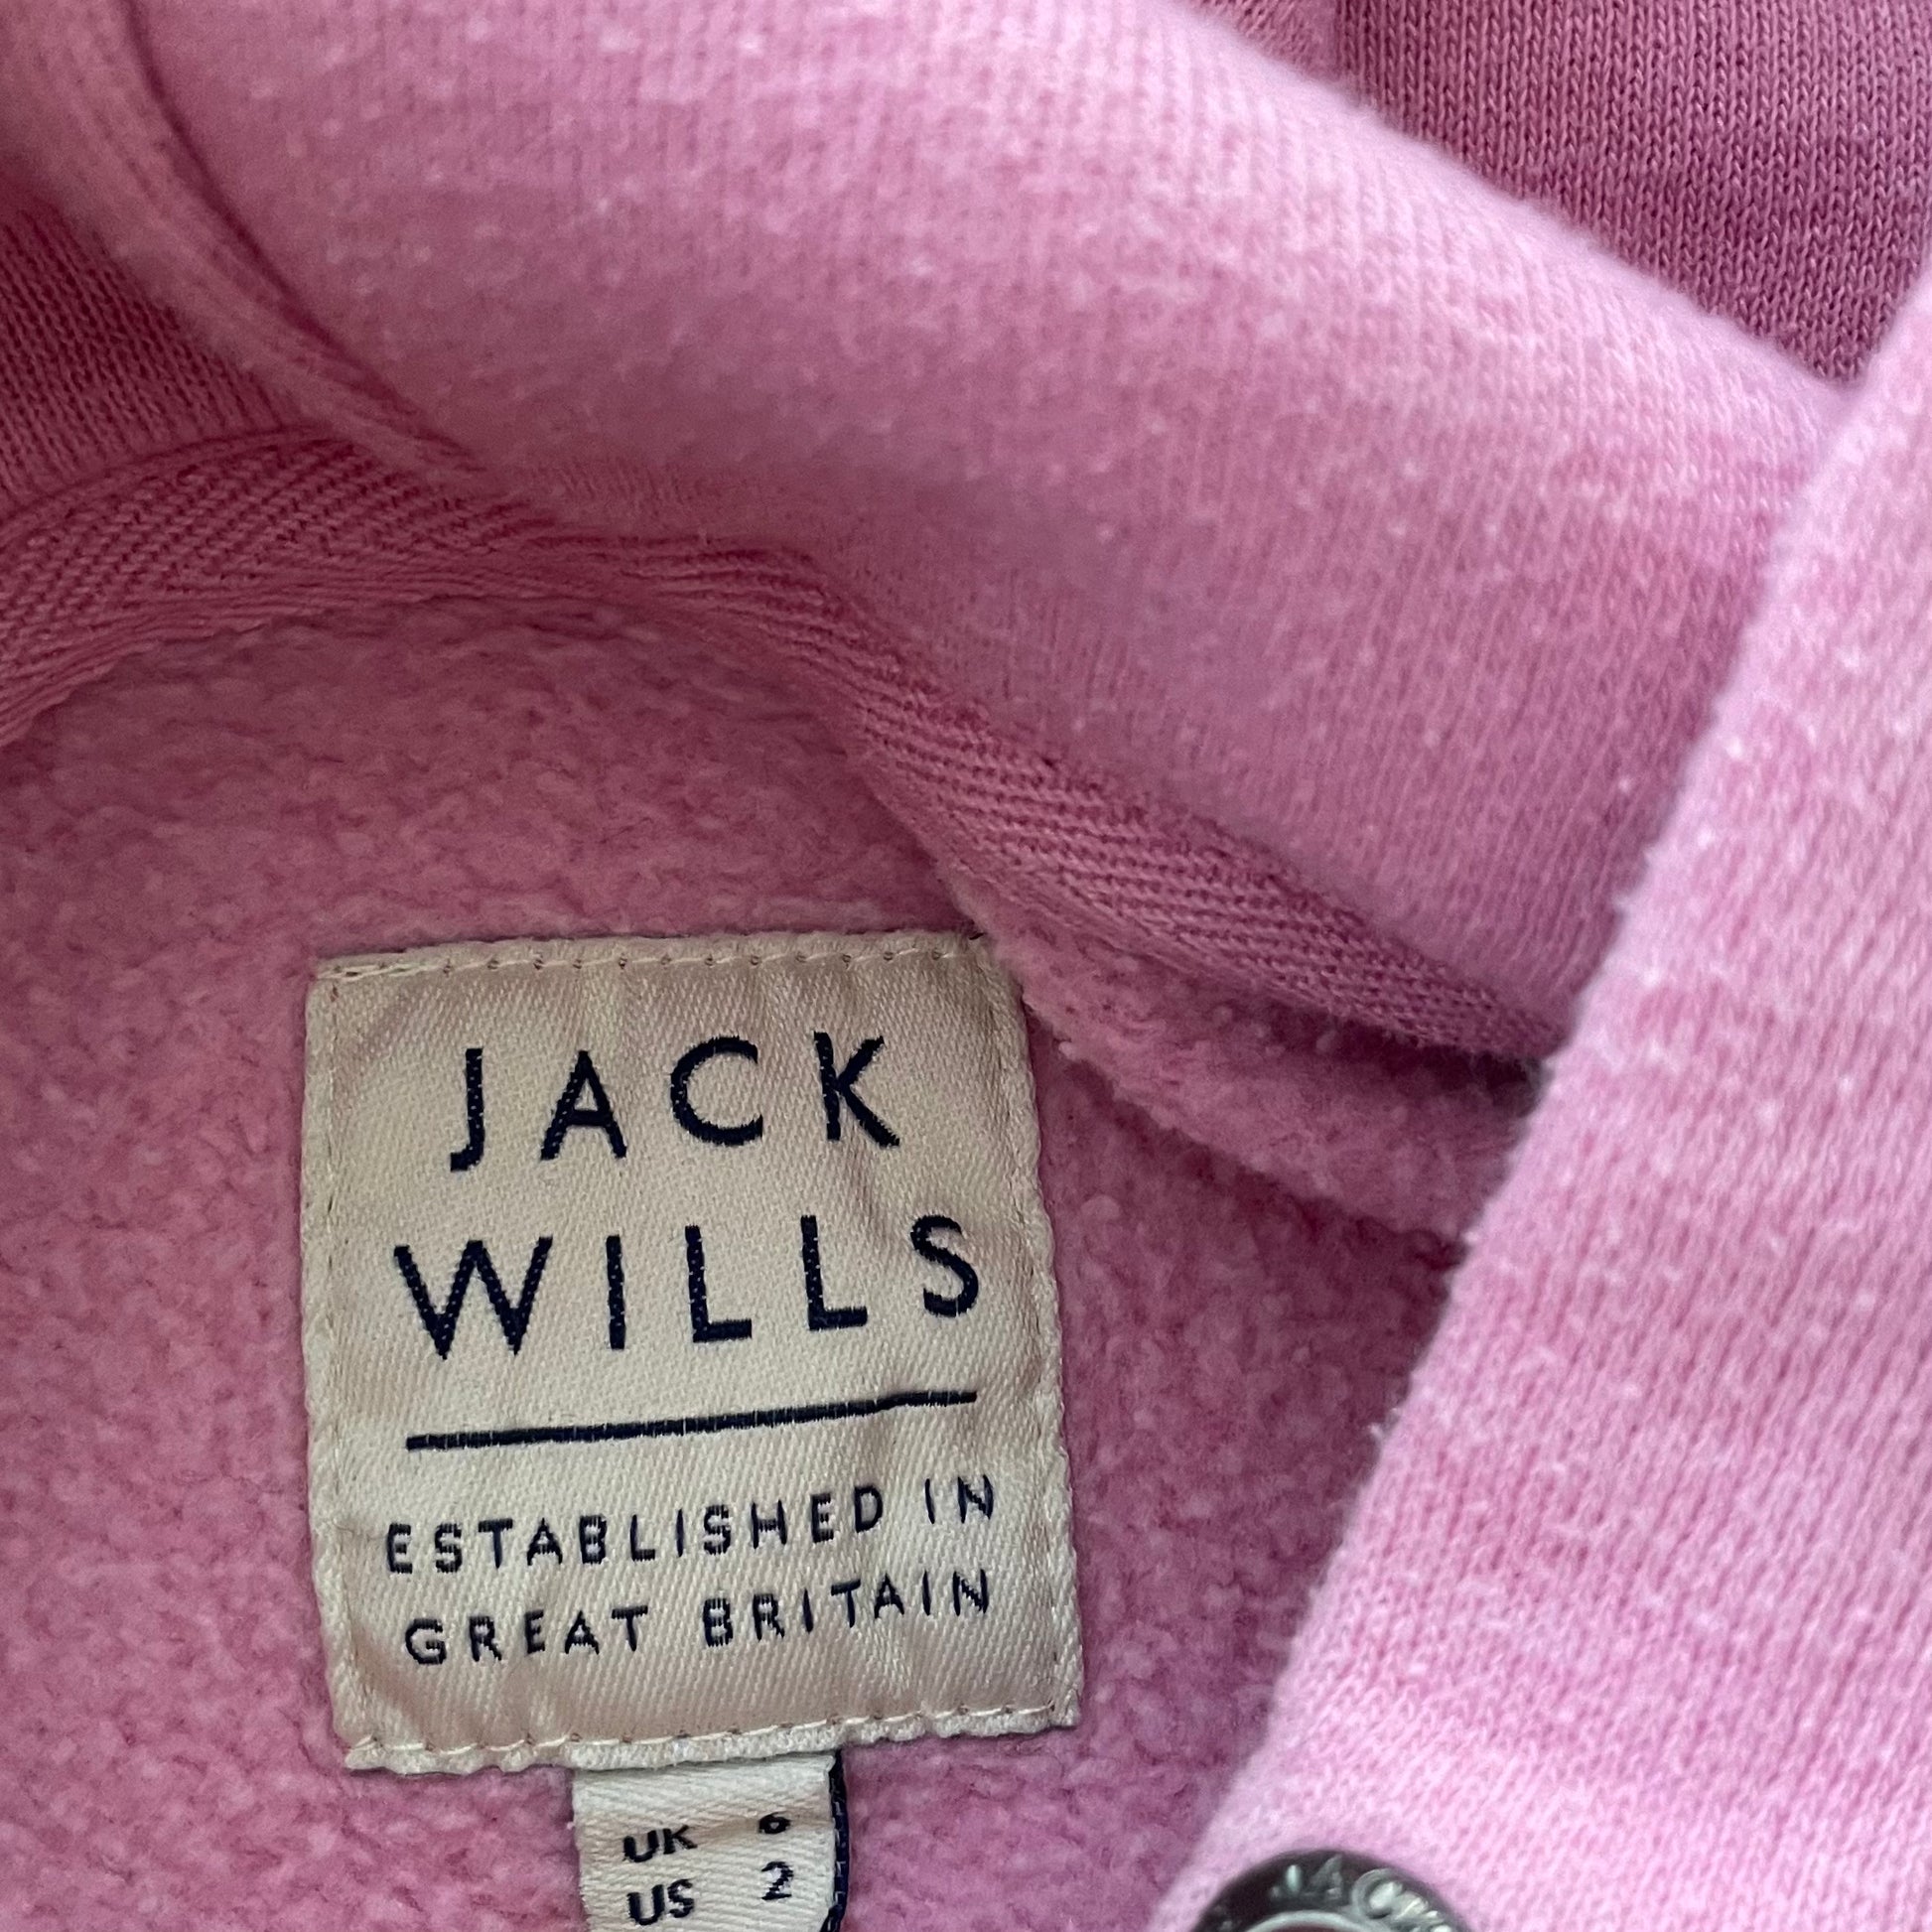 JACK
WILLS
ESTABLISHED IN
GREAT BRITAIN
UK 6
US 2